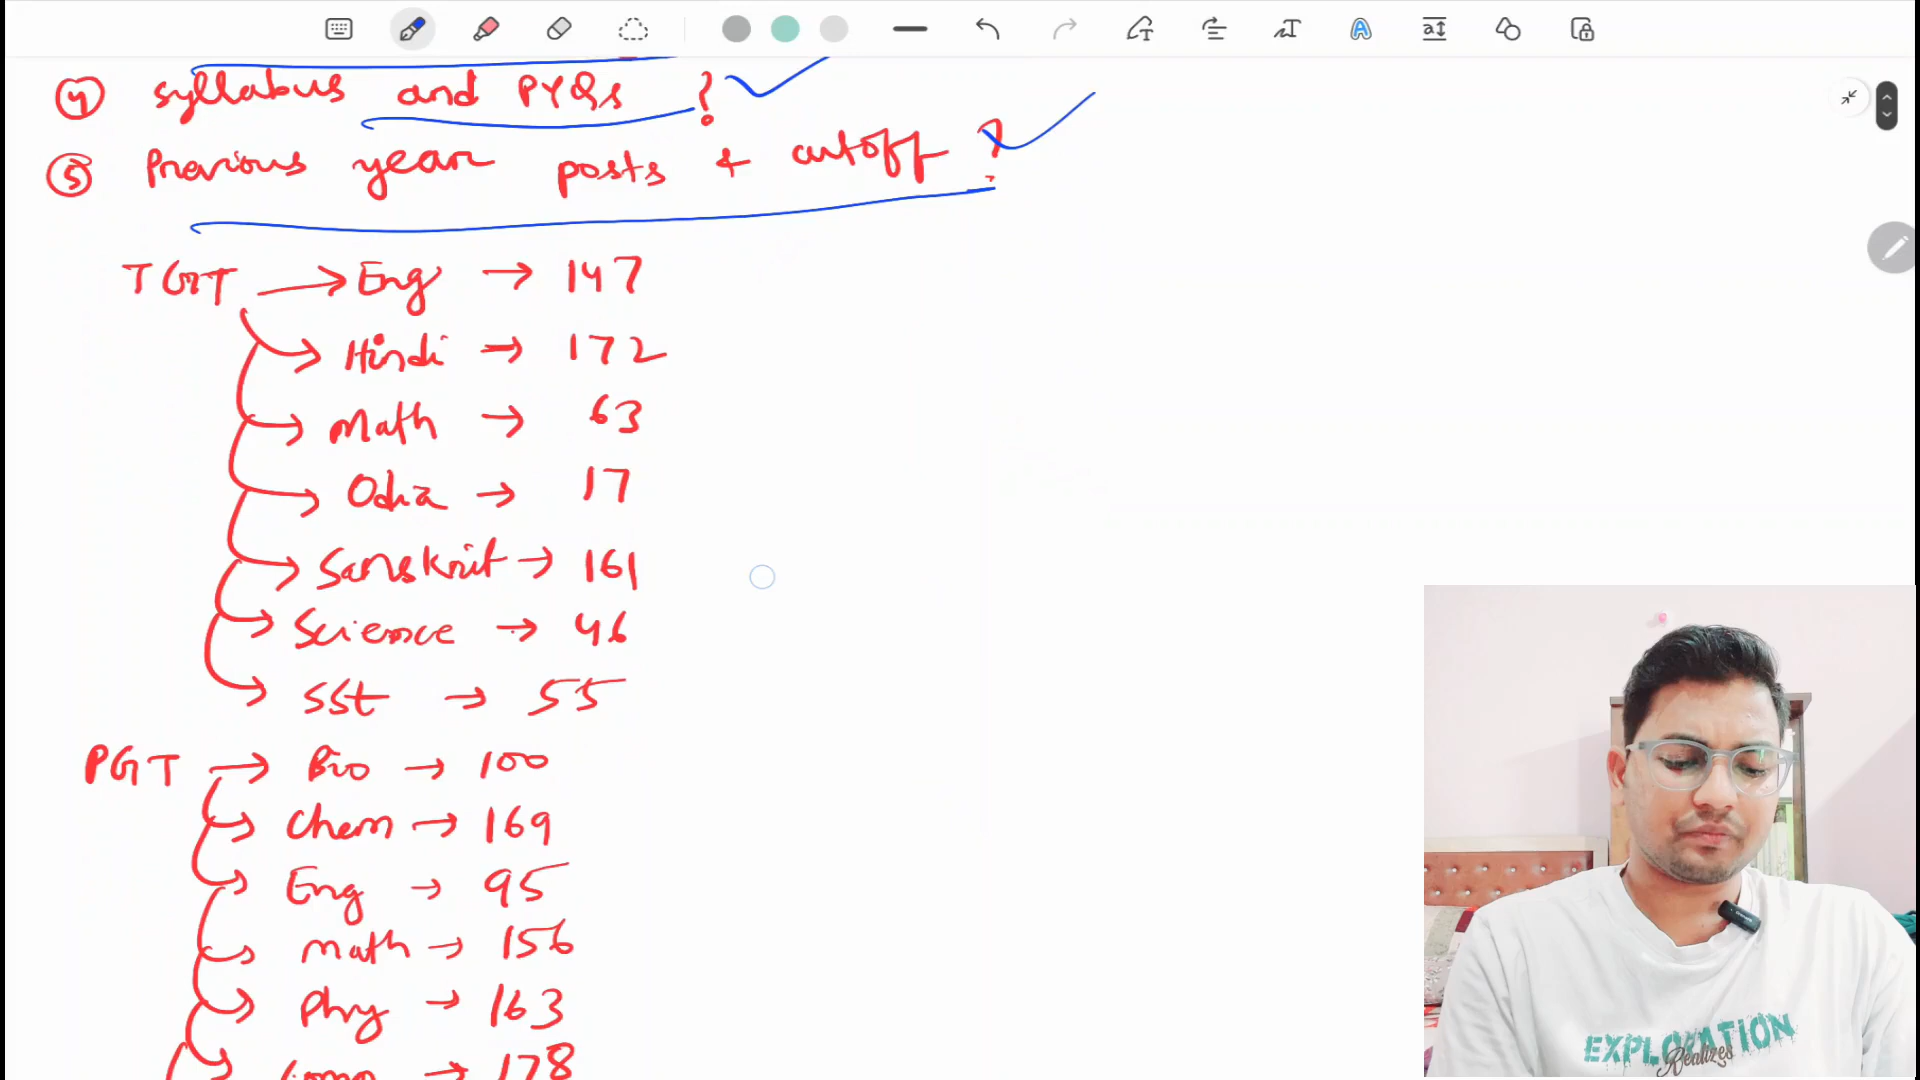 ④ syllabus and PYQs ?
⑤ Previous year posts + cutoff ?
TGT → Eng → 147
→ Hindi → 172
→ Math → 63
→ Odia → 17
→ Sanskrit → 161
→ Science → 46
→ SSt → 55
PGT → Bio → 100
→ Chem → 169
→ Eng → 95
→ math → 156
→ Phy → 163
→ 178
EXPLORATION
Realizes